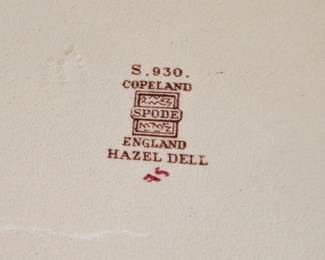 S.930.
COPELAND
SPODE
ENGLAND
HAZEL DELL